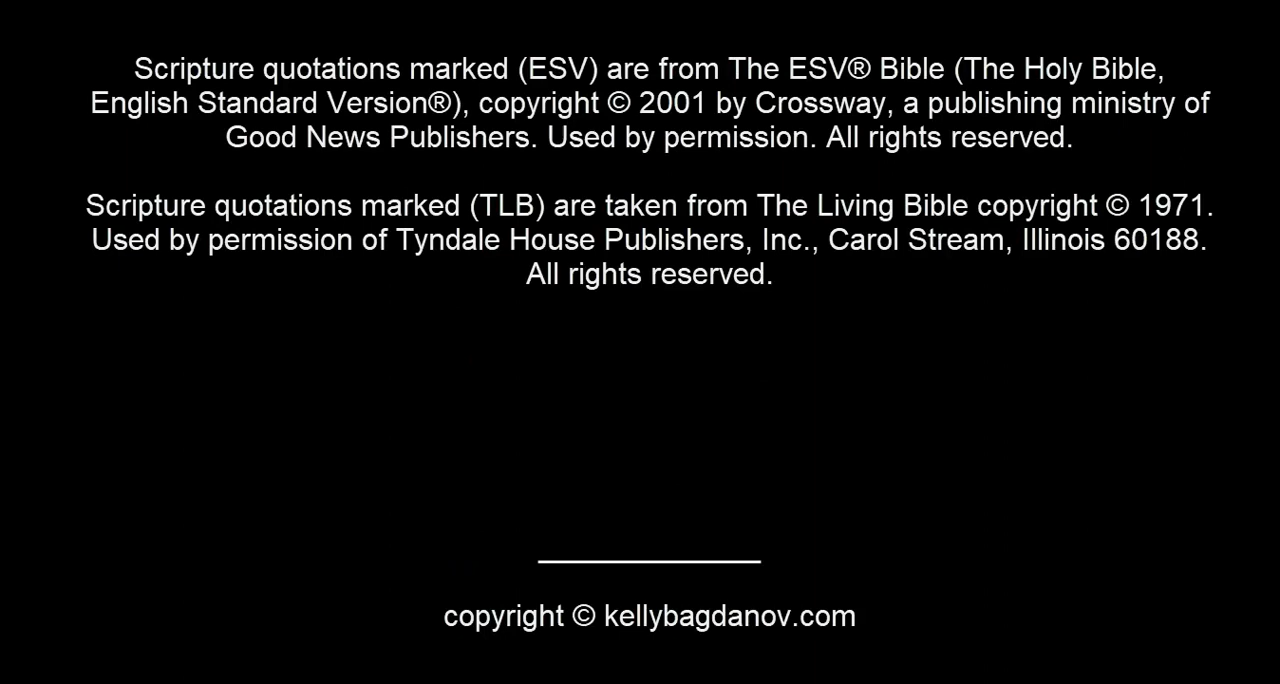 Scripture quotations marked (ESV) are from The ESV® Bible (The Holy Bible,
English Standard Version®), copyright © 2001 by Crossway, a publishing ministry of
Good News Publishers. Used by permission. All rights reserved.
Scripture quotations marked (TLB) are taken from The Living Bible copyright © 1971.
Used by permission of Tyndale House Publishers, Inc., Carol Stream, Illinois 60188.
All rights reserved.
copyright © kellybagdanov.com